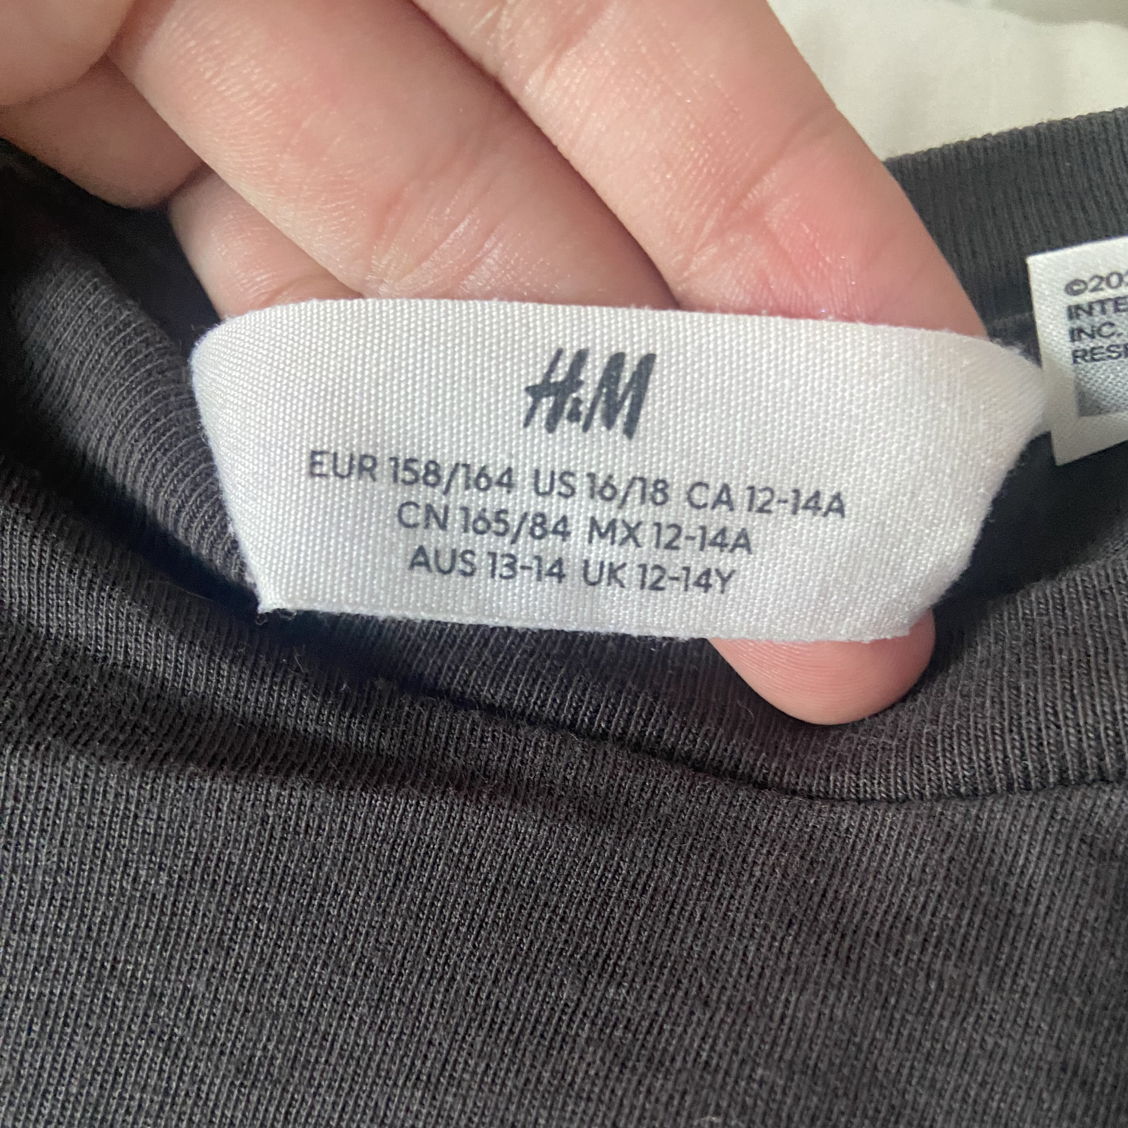 H&M
EUR 158/164 US 16/18 CA 12-14A
CN 165/84 MX 12-14A
AUS 13-14 UK 12-14Y
INC.